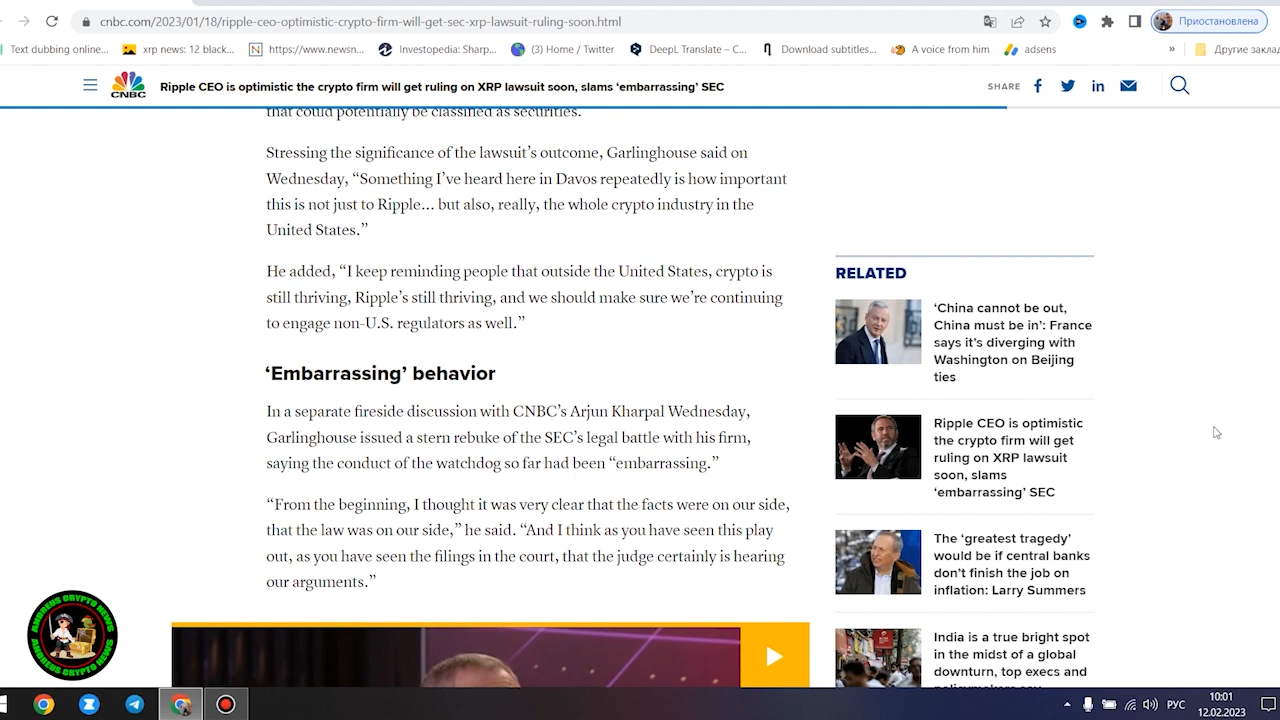 cnbc.com/2023/01/18/ripple-ceo-optimistic-crypto-firm-will-get-sec-xrp-lawsuit-ruling-soon.html
Приостановлена
Text dubbing online...
xrp news: 12 black...
https://www.newsn...
Investopedia: Sharp...
(3) Home / Twitter
DeepL Translate – C...
Download subtitles...
A voice from him
adsens
»
Другие закла
CNBC
Ripple CEO is optimistic the crypto firm will get ruling on XRP lawsuit soon, slams ‘embarrassing’ SEC
SHARE
that could potentially be classified as securities.
Stressing the significance of the lawsuit’s outcome, Garlinghouse said on
Wednesday, “Something I’ve heard here in Davos repeatedly is how important
this is not just to Ripple… but also, really, the whole crypto industry in the
United States.”
He added, “I keep reminding people that outside the United States, crypto is
still thriving, Ripple’s still thriving, and we should make sure we’re continuing
to engage non-U.S. regulators as well.”
‘Embarrassing’ behavior
In a separate fireside discussion with CNBC’s Arjun Kharpal Wednesday,
Garlinghouse issued a stern rebuke of the SEC’s legal battle with his firm,
saying the conduct of the watchdog so far had been “embarrassing.”
“From the beginning, I thought it was very clear that the facts were on our side,
that the law was on our side,” he said. “And I think as you have seen this play
out, as you have seen the filings in the court, that the judge certainly is hearing
our arguments.”
RELATED
‘China cannot be out,
China must be in’: France
says it’s diverging with
Washington on Beijing
ties
Ripple CEO is optimistic
the crypto firm will get
ruling on XRP lawsuit
soon, slams
‘embarrassing’ SEC
The ‘greatest tragedy’
would be if central banks
don’t finish the job on
inflation: Larry Summers
India is a true bright spot
in the midst of a global
downturn, top execs and
policymakers say
ANDREUS CRYPTO NEWS
ANDREUS CRYPTO NEWS
РУС
10:01
12.02.2023